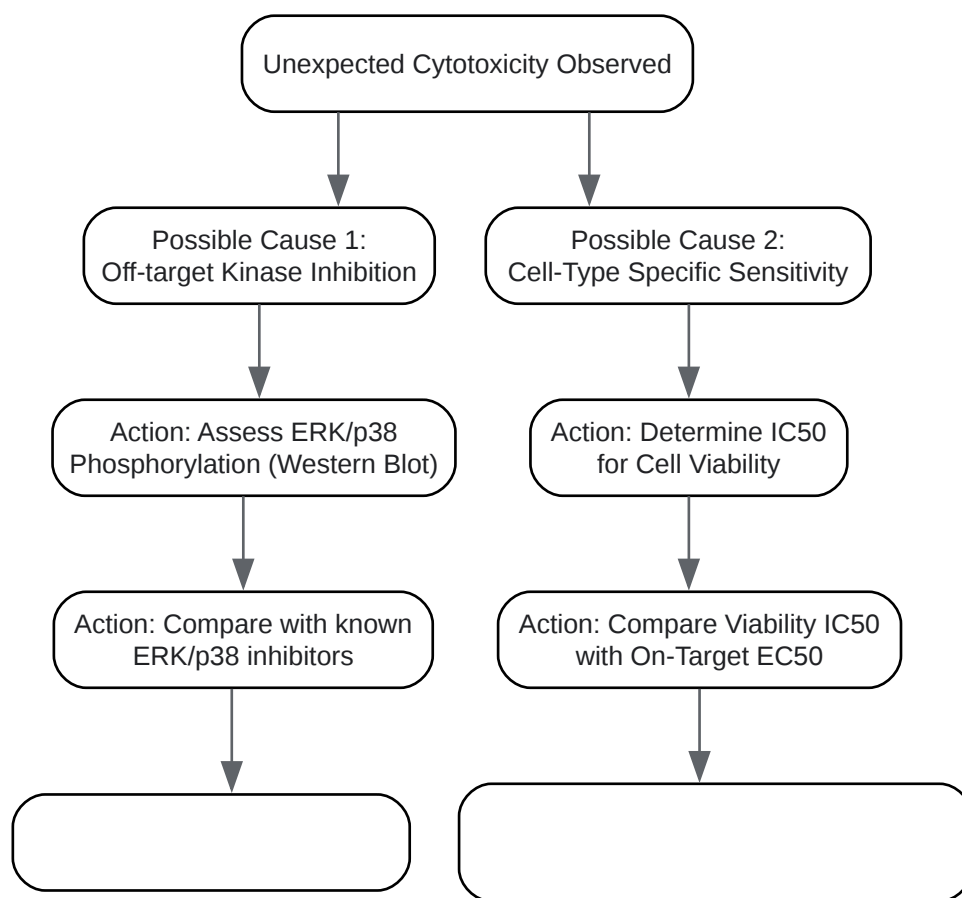 Unexpected Cytotoxicity Observed
Possible Cause 1:
Off-target Kinase Inhibition
Possible Cause 2:
Cell-Type Specific Sensitivity
Action: Assess ERK/p38
Phosphorylation (Western Blot)
Action: Determine IC50
for Cell Viability
Action: Compare with known
ERK/p38 inhibitors
Action: Compare Viability IC50
with On-Target EC50